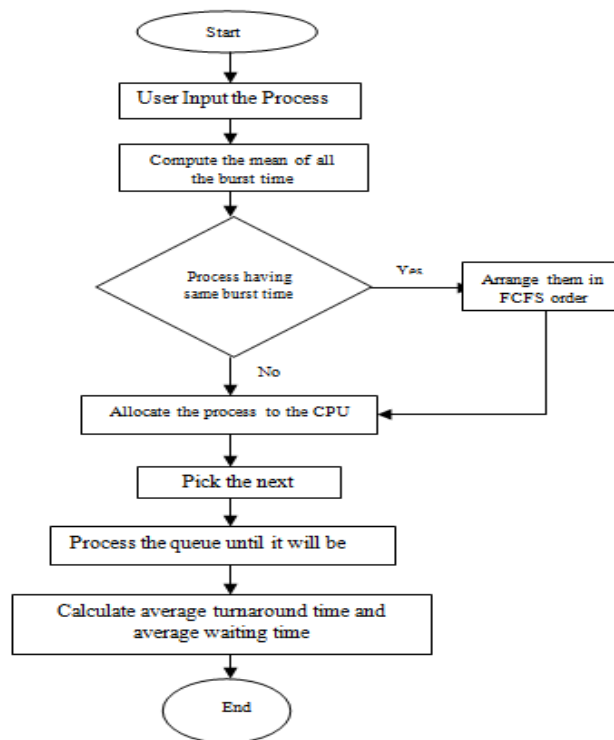 Start
User Input the Process
Compute the mean of all
the burst time
Process having
same burst time
Yes
Arrange them in
FCFS order
No
Allocate the process to the CPU
Pick the next
Process the queue until it will be
Calculate average turnaround time and
average waiting time
End